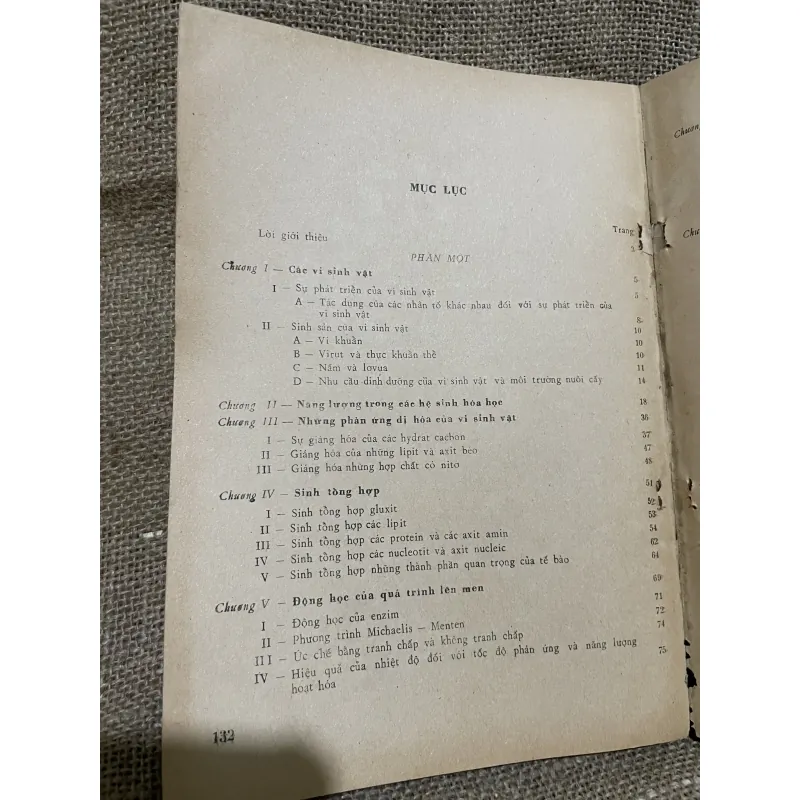 MỤC LỤC
Trang
Lời giới thiệu 3
PHẦN MỘT
Chương I — Các vi sinh vật 5
I — Sự phát triển của vi sinh vật 5
A — Tác dụng của các nhân tố khác nhau đối với sự phát triển của
vi sinh vật 8
II — Sinh sản của vi sinh vật 10
A — Vi khuẩn 10
B — Virut và thực khuẩn thể 10
C — Nấm và lơvua 11
D — Nhu cầu dinh dưỡng của vi sinh vật và môi trường nuôi cấy 14
Chương II — Năng lượng trong các hệ sinh hóa học 18
Chương III — Những phản ứng dị hóa của vi sinh vật 36
I — Sự giáng hóa của các hydrat cacbon 37
II — Giáng hóa của những lipit và axit béo 47
III — Giáng hóa những hợp chất có nitơ 48
Chương IV — Sinh tổng hợp 51
I — Sinh tổng hợp gluxit 52
II — Sinh tổng hợp các lipit 53
III — Sinh tổng hợp các protein và các axit amin 54
IV — Sinh tổng hợp các nucleotit và axit nucleic 62
V — Sinh tổng hợp những thành phần quan trọng của tế bào 64
Chương V — Động học của quá trình lên men 69
I — Động học của enzim 71
II — Phương trình Michaelis — Menten 72
III — Ức chế bằng tranh chấp và không tranh chấp 74
IV — Hiệu quả của nhiệt độ đối với tốc độ phản ứng và năng lượng
hoạt hóa 75
132